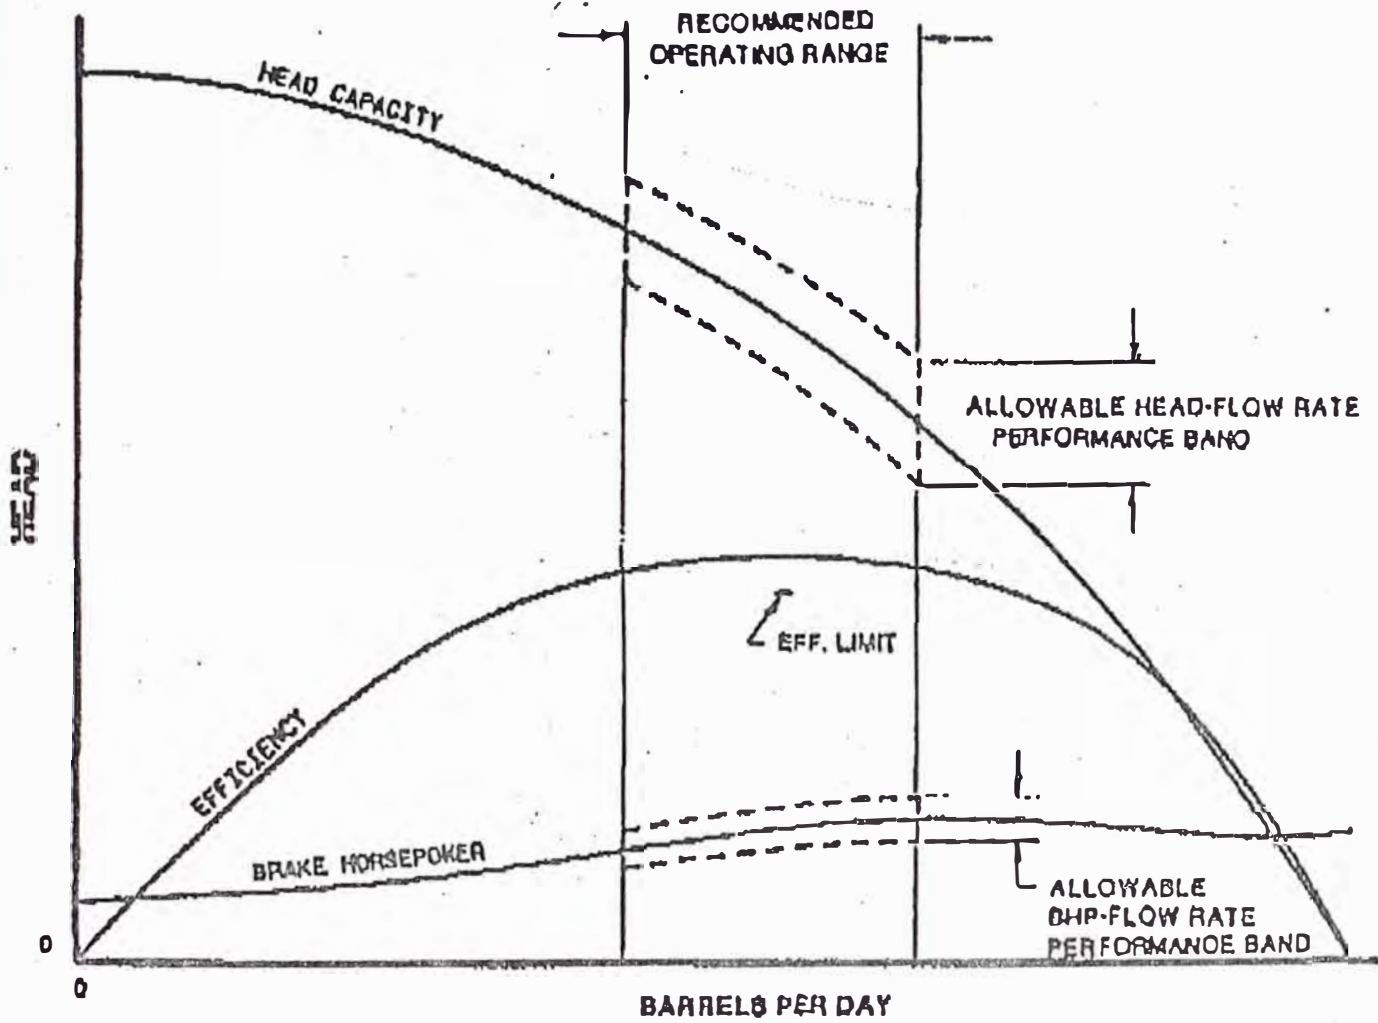 RECOMMENDED
OPERATING RANGE
HEAD CAPACITY
ALLOWABLE HEAD-FLOW RATE
PERFORMANCE BAND
HEAD
EFF. LIMIT
EFFICIENCY
BRAKE HORSEPOKER
ALLOWABLE
BHP-FLOW RATE
PERFORMANCE BAND
0
0
BARRELS PER DAY